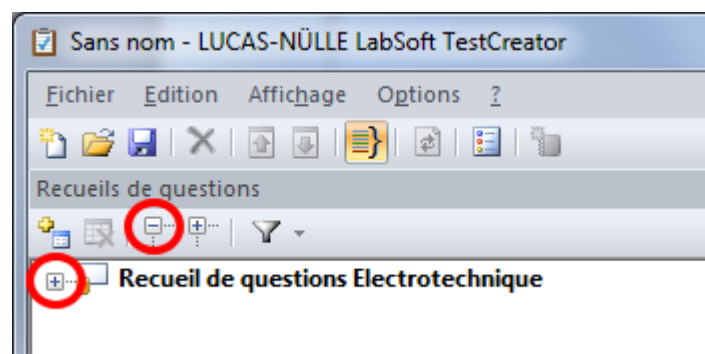 Sans nom - LUCAS-NÜLLE LabSoft TestCreator
Fichier Edition Affichage Options ?
Recueils de questions
Recueil de questions Electrotechnique